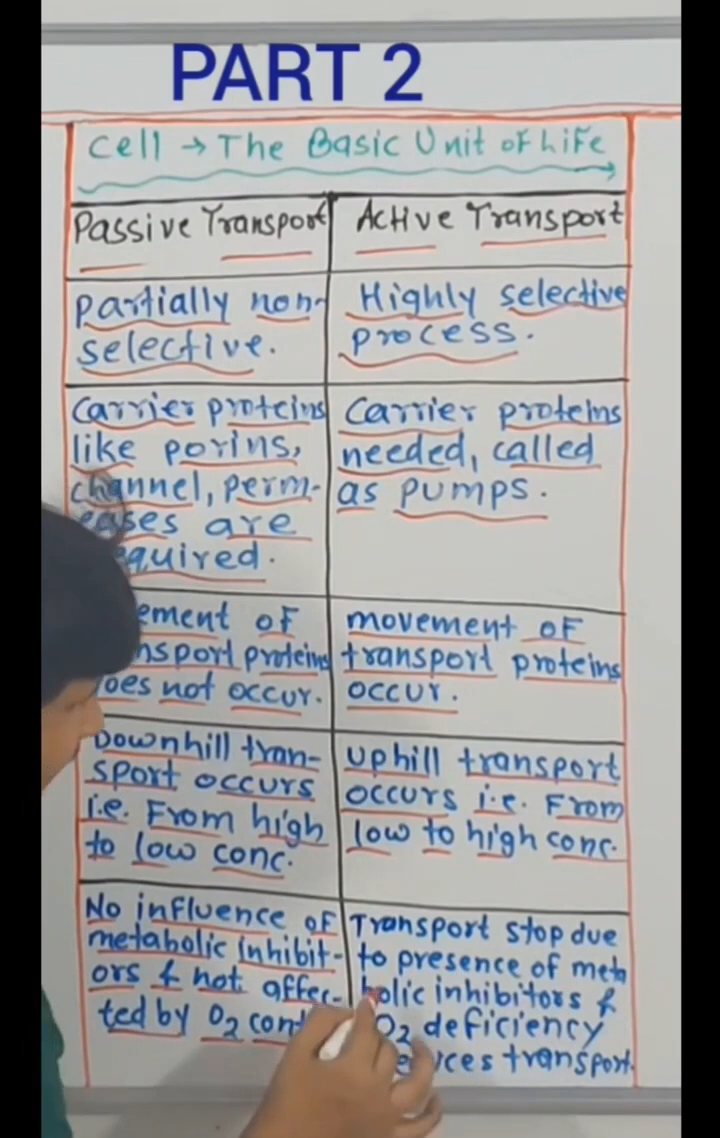 PART 2
Cell → The Basic Unit of Life
Passive Transport
Active Transport
Partially non-
selective.
Highly selective
process.
Carrier proteins
like porins,
channel, perm-
eases are
required.
Carrier proteins
needed, called
as pumps.
ement of
nsport proteins
oes not occur.
movement of
transport proteins
occur.
Downhill tran-
sport occurs
i.e. From high
to low conc.
Uphill transport
occurs i.e. From
low to high conc.
No influence of
metabolic inhibit-
ors & not affec-
ted by O2 cont
Transport stop due
to presence of meta
bolic inhibitors &
O2 deficiency
uces transport.